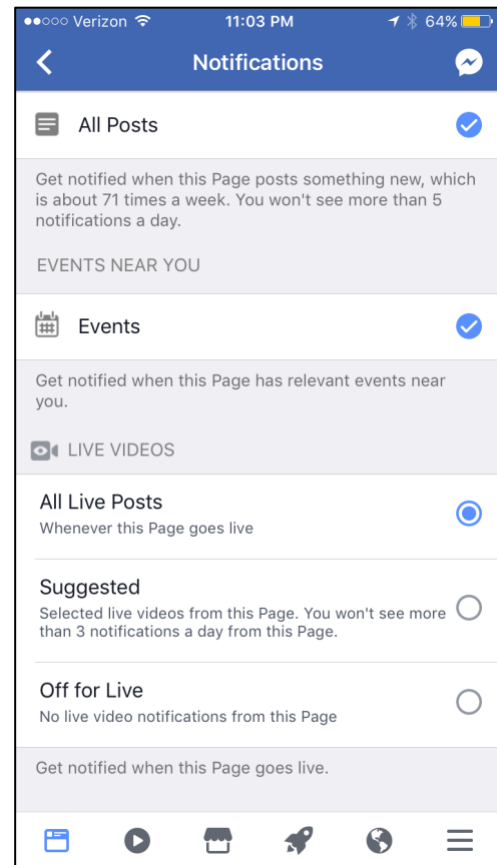 Verizon 11:03 PM 64%
Notifications
All Posts
Get notified when this Page posts something new, which
is about 71 times a week. You won't see more than 5
notifications a day.
EVENTS NEAR YOU
Events
Get notified when this Page has relevant events near
you.
LIVE VIDEOS
All Live Posts
Whenever this Page goes live
Suggested
Selected live videos from this Page. You won't see more
than 3 notifications a day from this Page.
Off for Live
No live video notifications from this Page
Get notified when this Page goes live.